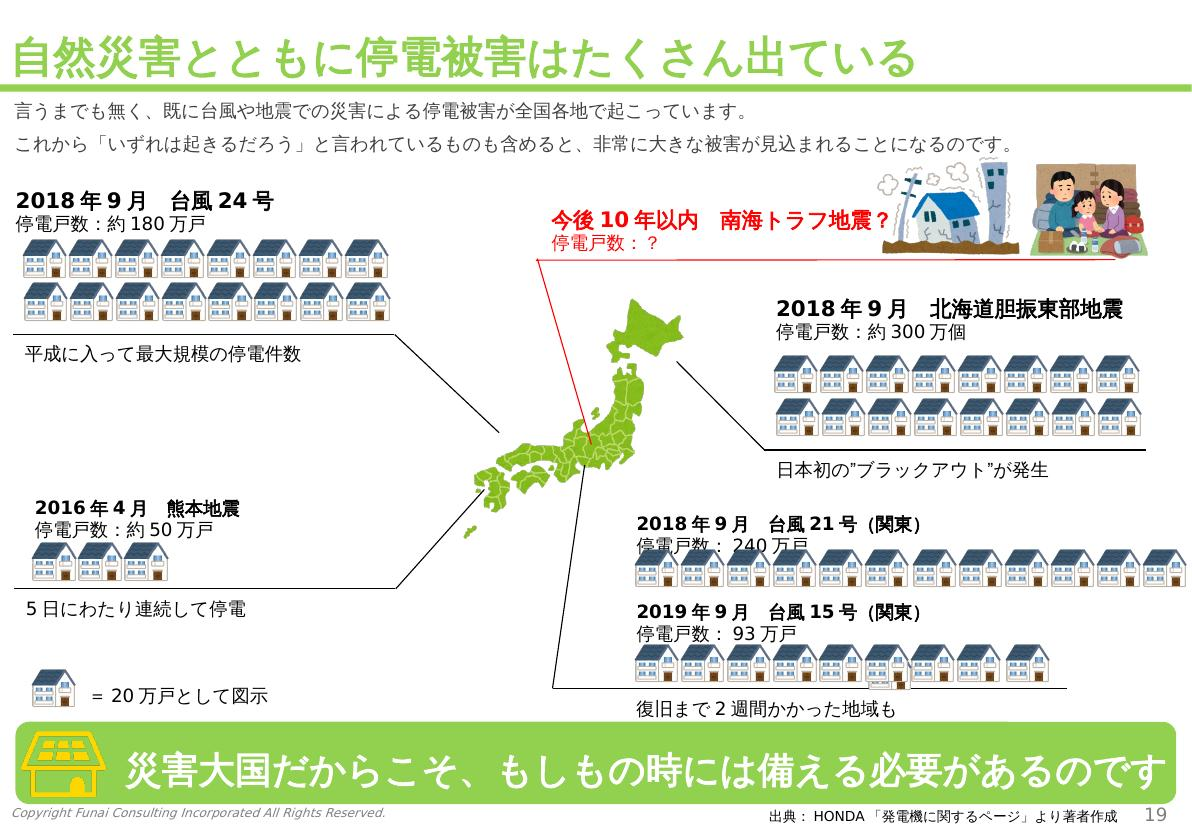 自然災害とともに停電被害はたくさん出ている
言うまでも無く、既に台風や地震での災害による停電被害が全国各地で起こっています。
これから「いずれは起きるだろう」と言われているものも含めると、非常に大きな被害が見込まれることになるのです。
2018年9月　台風24号
停電戸数：約180万戸
平成に入って最大規模の停電件数
今後10年以内　南海トラフ地震？
停電戸数：？
2018年9月　北海道胆振東部地震
停電戸数：約300万個
日本初の”ブラックアウト”が発生
2016年4月　熊本地震
停電戸数：約50万戸
5日にわたり連続して停電
2018年9月　台風21号（関東）
停電戸数：240万戸
2019年9月　台風15号（関東）
停電戸数：93万戸
復旧まで2週間かかった地域も
＝20万戸として図示
災害大国だからこそ、もしもの時には備える必要があるのです
Copyright Funai Consulting Incorporated All Rights Reserved.
出典：HONDA「発電機に関するページ」より著者作成
19